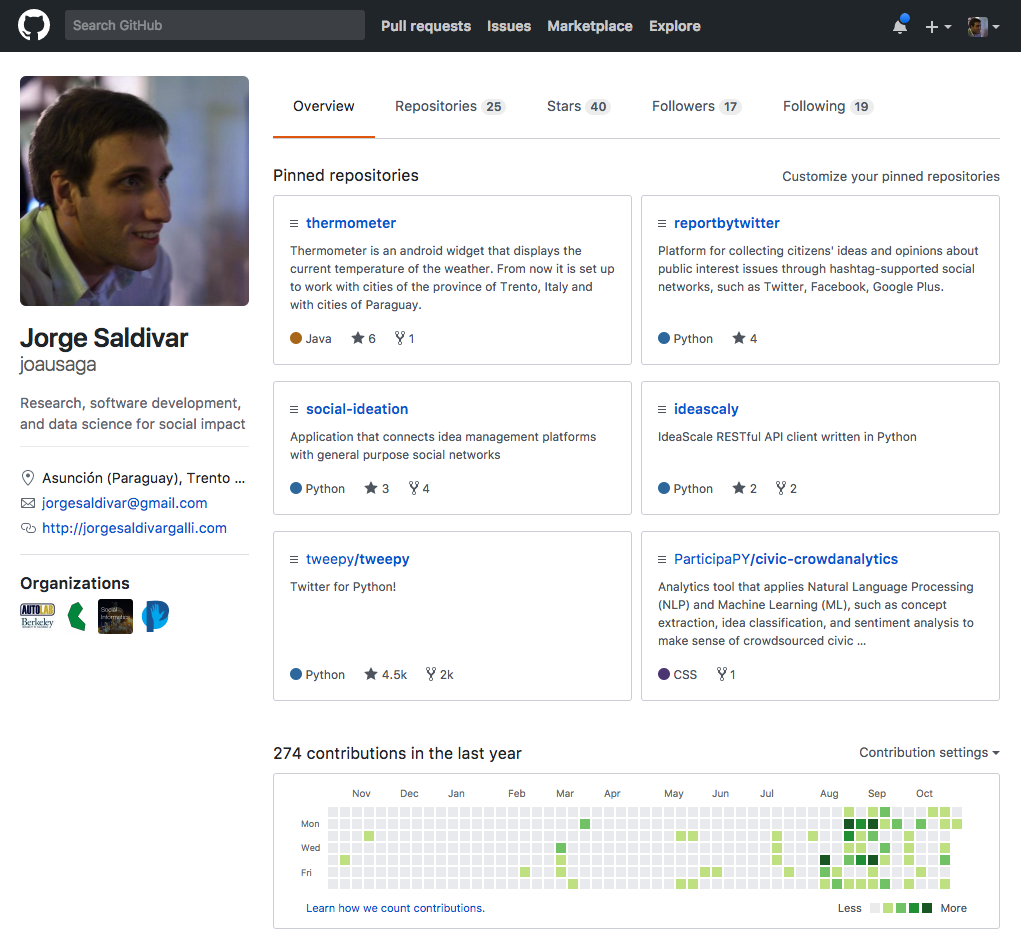 Search GitHub
Pull requests
Issues
Marketplace
Explore
Overview
Repositories 25
Stars 40
Followers 17
Following 19
Jorge Saldivar
joausaga
Research, software development,
and data science for social impact
Asunción (Paraguay), Trento ...
jorgesaldivar@gmail.com
http://jorgesaldivargalli.com
Organizations
AUTOLAB
Berkeley
Social
Informatics
Pinned repositories
Customize your pinned repositories
thermometer
Thermometer is an android widget that displays the
current temperature of the weather. From now it is set up
to work with cities of the province of Trento, Italy and
with cities of Paraguay.
Java 6 1
reportbytwitter
Platform for collecting citizens' ideas and opinions about
public interest issues through hashtag-supported social
networks, such as Twitter, Facebook, Google Plus.
Python 4
social-ideation
Application that connects idea management platforms
with general purpose social networks
Python 3 4
ideascaly
IdeaScale RESTful API client written in Python
Python 2 2
tweepy/tweepy
Twitter for Python!
Python 4.5k 2k
ParticipaPY/civic-crowdanalytics
Analytics tool that applies Natural Language Processing
(NLP) and Machine Learning (ML), such as concept
extraction, idea classification, and sentiment analysis to
make sense of crowdsourced civic ...
CSS 1
274 contributions in the last year
Contribution settings
Nov Dec Jan Feb Mar Apr May Jun Jul Aug Sep Oct
Mon
Wed
Fri
Learn how we count contributions.
Less More